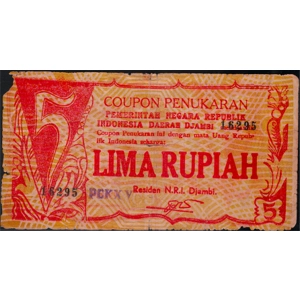 5
COUPON PENUKARAN
PEMERINTAH NEGARA REPUBLIK
INDONESIA DAERAH DJAMBI 16295
Coupon Penukaran ini dengan mata Uang Repub-
lik Indonesia seharga:
LIMA RUPIAH
16295
Residen N.R.I. Djambi.
5